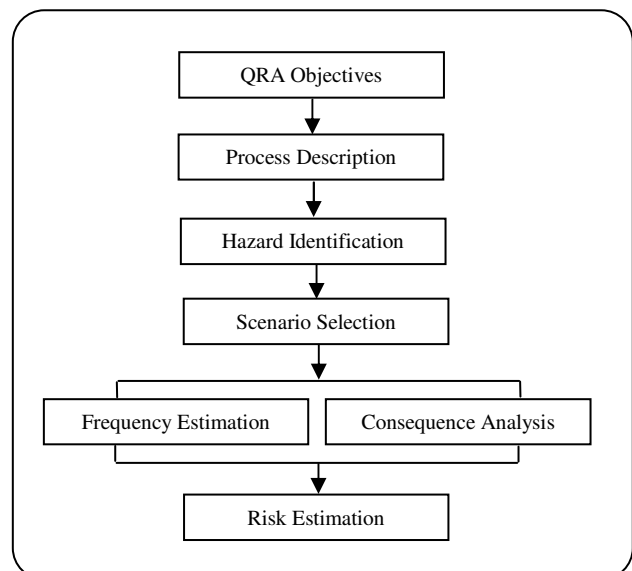 QRA Objectives
Process Description
Hazard Identification
Scenario Selection
Frequency Estimation
Consequence Analysis
Risk Estimation